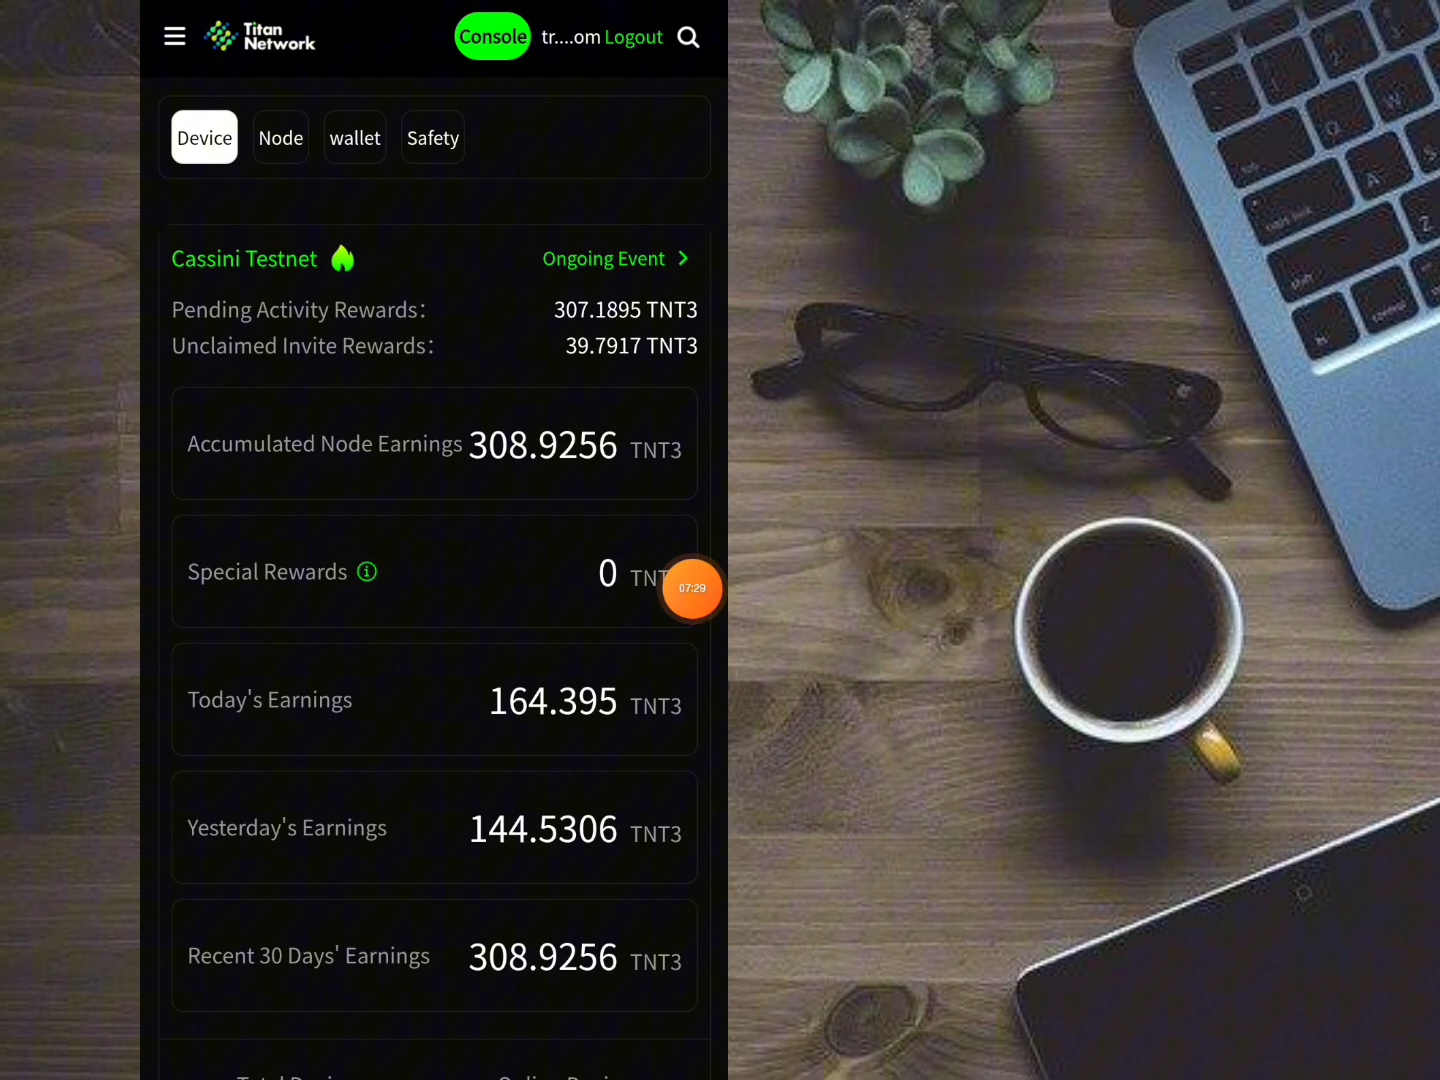 Titan
Network
Console
tr....om
Logout
Device
Node
wallet
Safety
Cassini Testnet
Ongoing Event
Pending Activity Rewards：
307.1895 TNT3
Unclaimed Invite Rewards：
39.7917 TNT3
Accumulated Node Earnings 308.9256 TNT3
Special Rewards
0
07:29
Today's Earnings 164.395 TNT3
Yesterday's Earnings 144.5306 TNT3
Recent 30 Days' Earnings 308.9256 TNT3